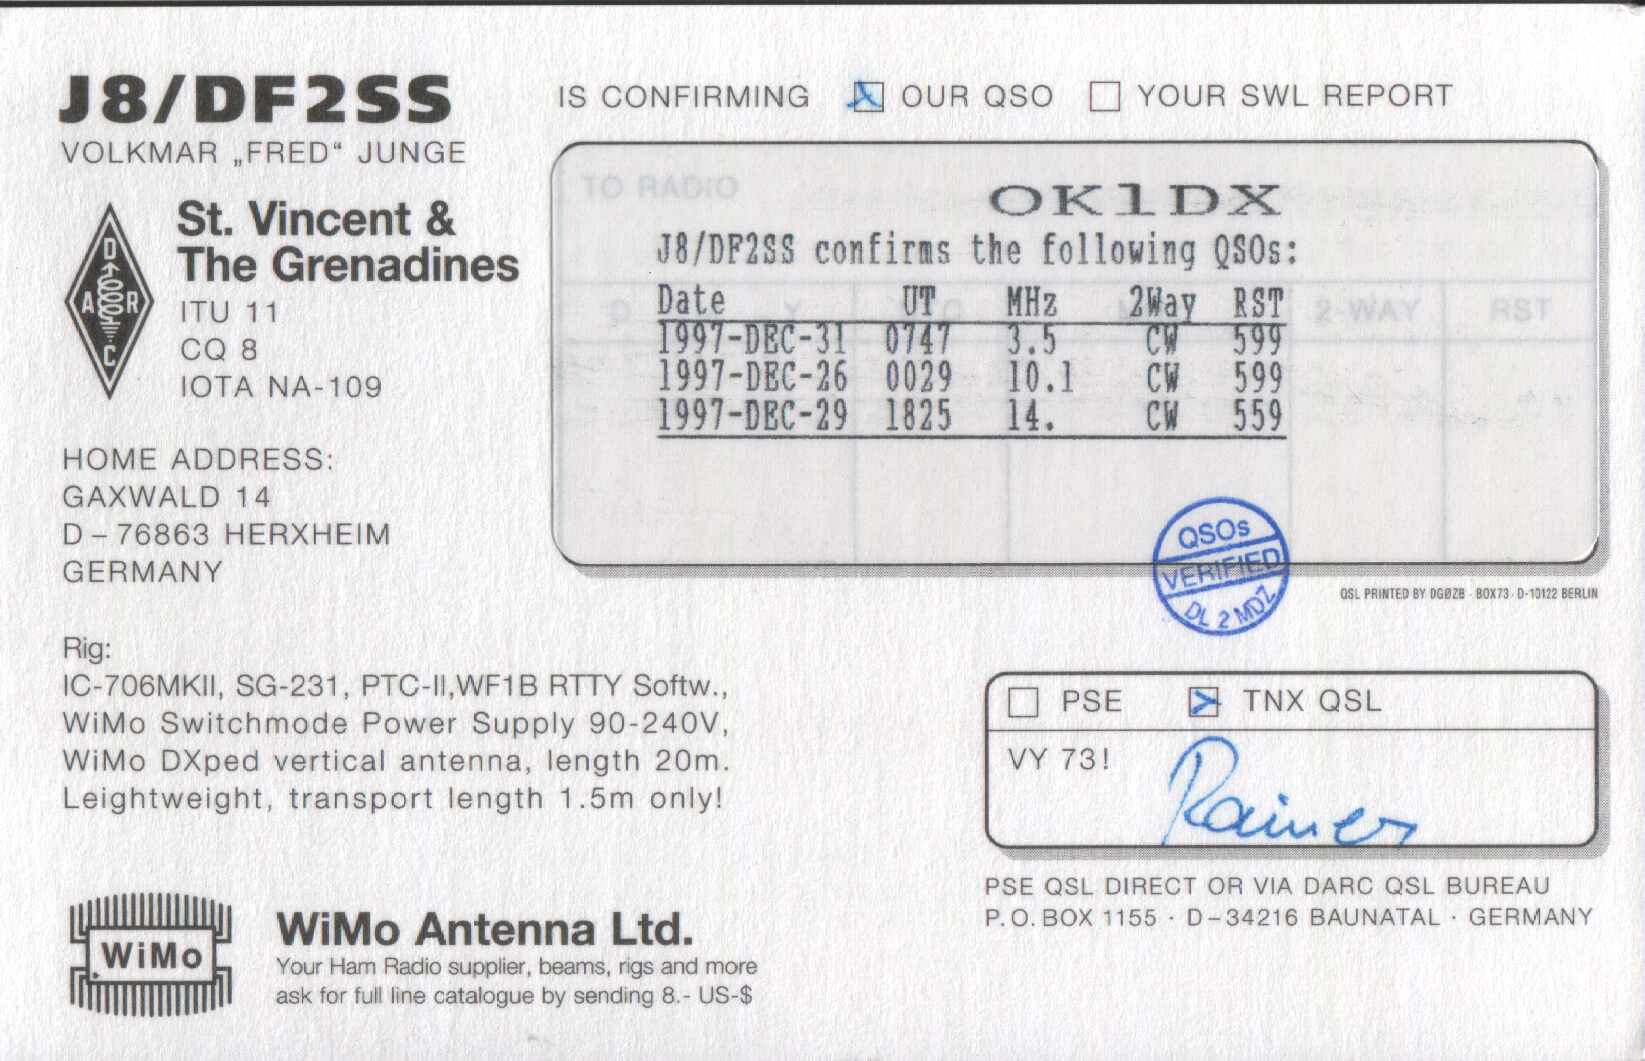 J8/DF2SS
VOLKMAR „FRED“ JUNGE
IS CONFIRMING OUR QSO YOUR SWL REPORT
St. Vincent &
The Grenadines
ITU 11
CQ 8
IOTA NA-109
DARC
HOME ADDRESS:
GAXWALD 14
D – 76863 HERXHEIM
GERMANY
TO RADIO
OK1DX
J8/DF2SS confirms the following QSOs:
Date UT MHz 2Way RST
2-WAY RST
1997-DEC-31 0747 3.5 CW 599
1997-DEC-26 0029 10.1 CW 599
1997-DEC-29 1825 14. CW 559
QSOs
VERIFIED
DL 2 MDZ
QSL PRINTED BY DGØZB · BOX73 · D-10122 BERLIN
Rig:
IC-706MKII, SG-231, PTC-II,WF1B RTTY Softw.,
WiMo Switchmode Power Supply 90-240V,
WiMo DXped vertical antenna, length 20m.
Leightweight, transport length 1.5m only!
PSE TNX QSL
VY 73!
Rainer
PSE QSL DIRECT OR VIA DARC QSL BUREAU
P.O. BOX 1155 · D–34216 BAUNATAL · GERMANY
WiMo
WiMo Antenna Ltd.
Your Ham Radio supplier, beams, rigs and more
ask for full line catalogue by sending 8.- US-$